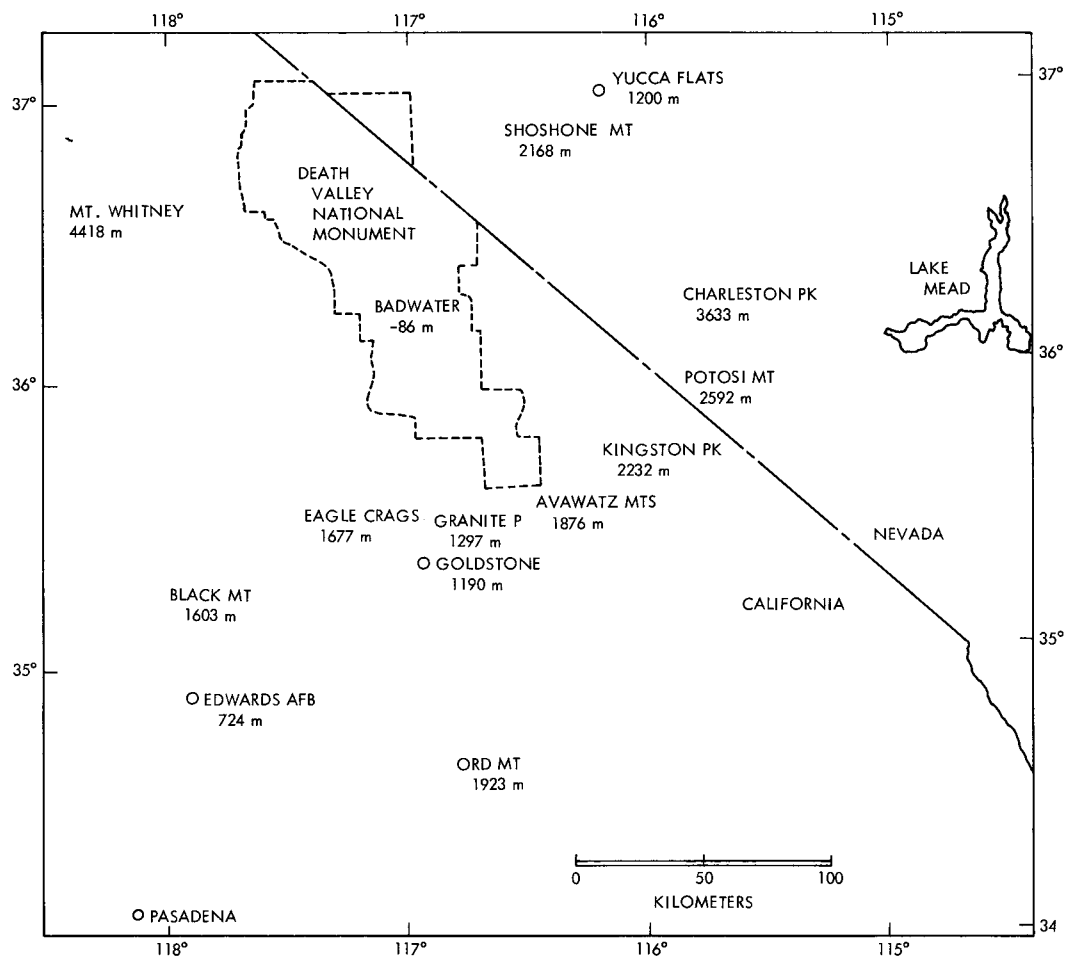 118°
117°
116°
115°
37°
37°
YUCCA FLATS
1200 m
SHOSHONE MT
2168 m
DEATH
VALLEY
NATIONAL
MONUMENT
MT. WHITNEY
4418 m
LAKE
MEAD
BADWATER
-86 m
CHARLESTON PK
3633 m
36°
36°
POTOSI MT
2592 m
KINGSTON PK
2232 m
AVAWATZ MTS
1876 m
EAGLE CRAGS
1677 m
GRANITE P
1297 m
GOLDSTONE
1190 m
NEVADA
CALIFORNIA
BLACK MT
1603 m
35°
35°
EDWARDS AFB
724 m
ORD MT
1923 m
0
50
100
KILOMETERS
PASADENA
34
118°
117°
116°
115°